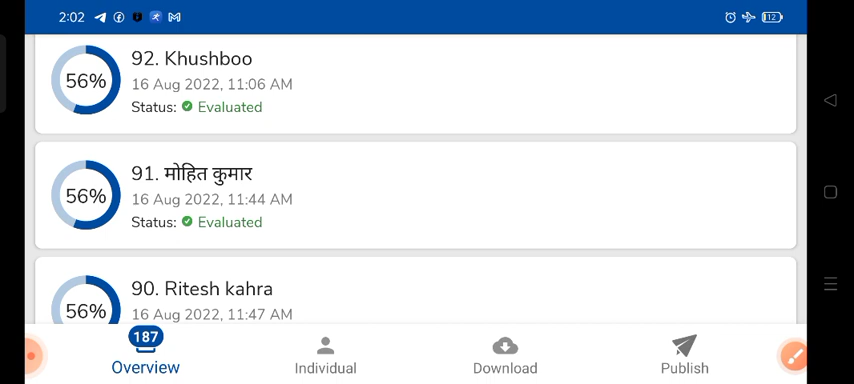 2:02
12
56%
92. Khushboo
16 Aug 2022, 11:06 AM
Status: Evaluated
56%
91. मोहित कुमार
16 Aug 2022, 11:44 AM
Status: Evaluated
56%
90. Ritesh kahra
16 Aug 2022, 11:47 AM
187
Overview
Individual
Download
Publish